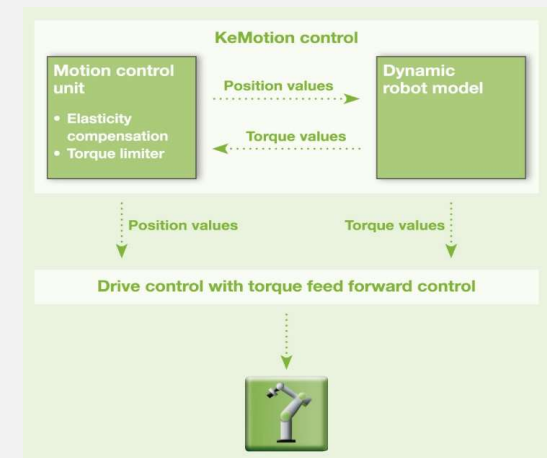 KeMotion control
Motion control
unit
• Elasticity
compensation
• Torque limiter
Position values
Torque values
Dynamic
robot model
Position values
Torque values
Drive control with torque feed forward control